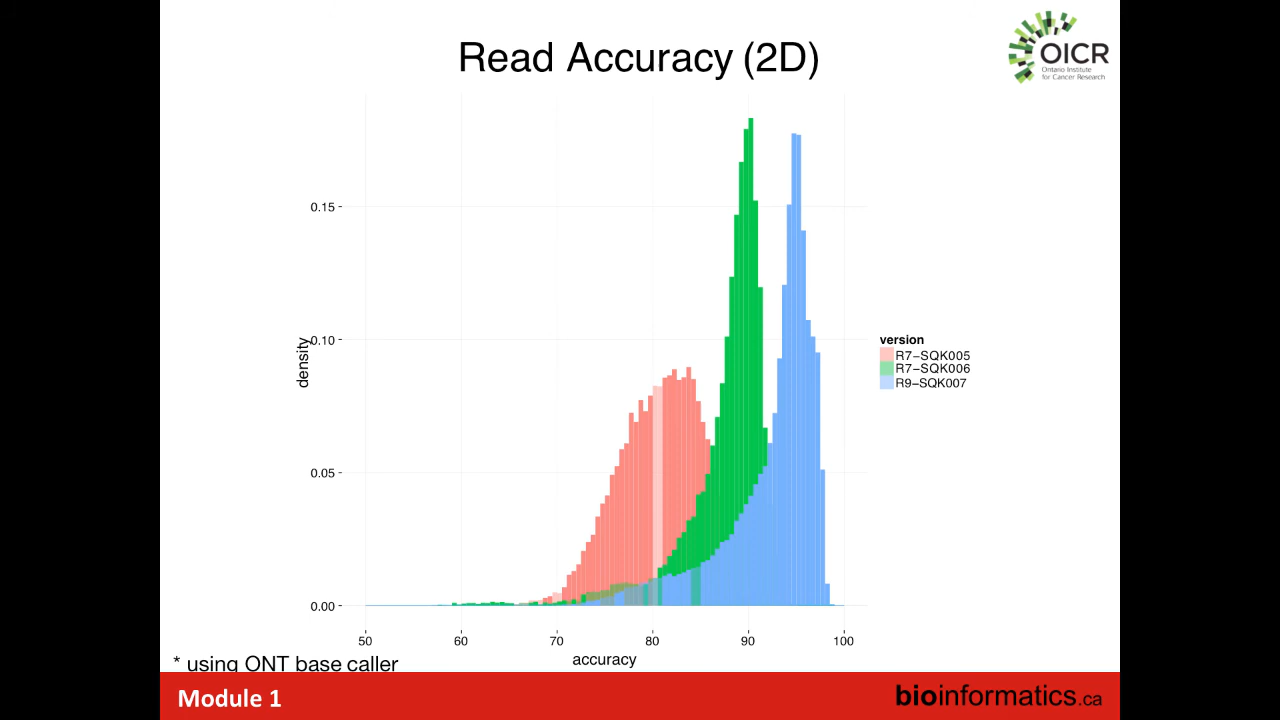 Read Accuracy (2D)
OICR
Ontario Institute
for Cancer Research
0.15
0.10
0.05
0.00
density
50 60 70 80 90 100
accuracy
version
R7-SQK005
R7-SQK006
R9-SQK007
* using ONT base caller
Module 1
bioinformatics.ca